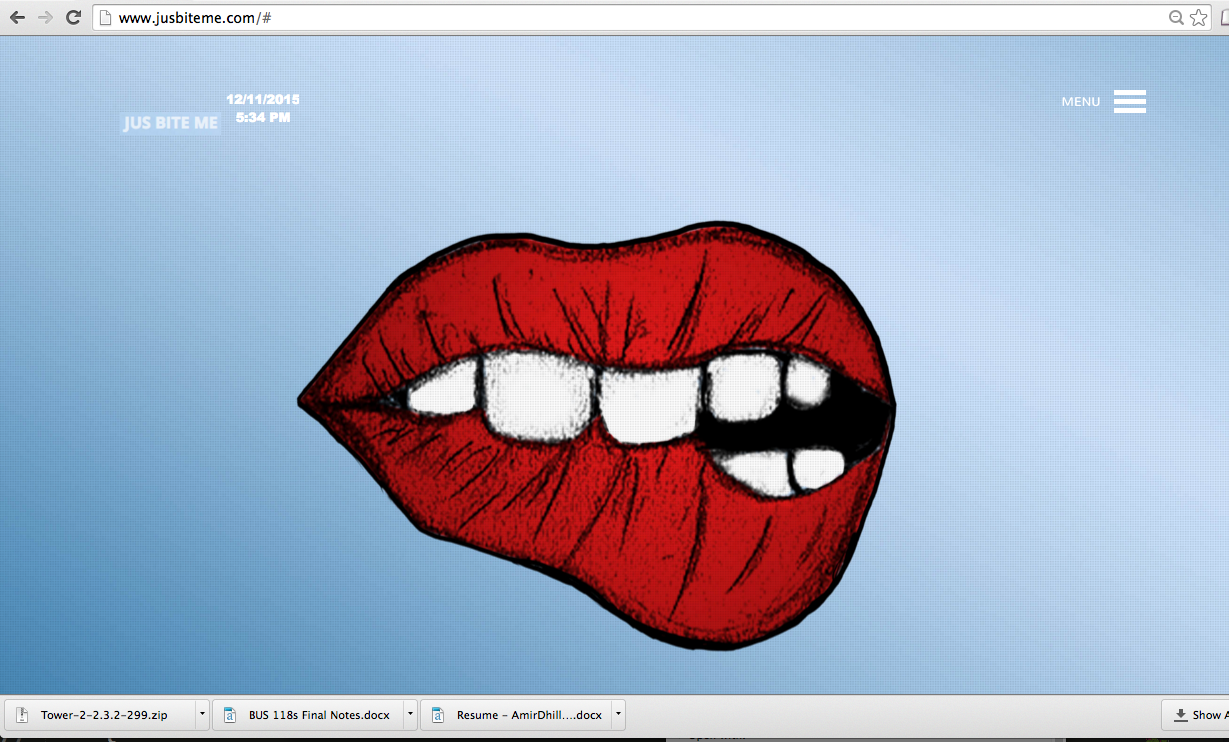 www.jusbiteme.com/#
12/11/2015
5:34 PM
JUS BITE ME
MENU
Tower-2-2.3.2-299.zip
BUS 118s Final Notes.docx
Resume – AmirDhill....docx
Show A